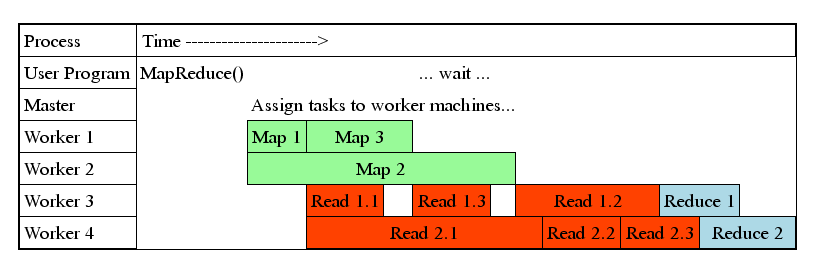 Process Time ---------------------->
User Program MapReduce() ... wait ...
Master Assign tasks to worker machines...
Worker 1 Map 1 Map 3
Worker 2 Map 2
Worker 3 Read 1.1 Read 1.3 Read 1.2 Reduce 1
Worker 4 Read 2.1 Read 2.2 Read 2.3 Reduce 2